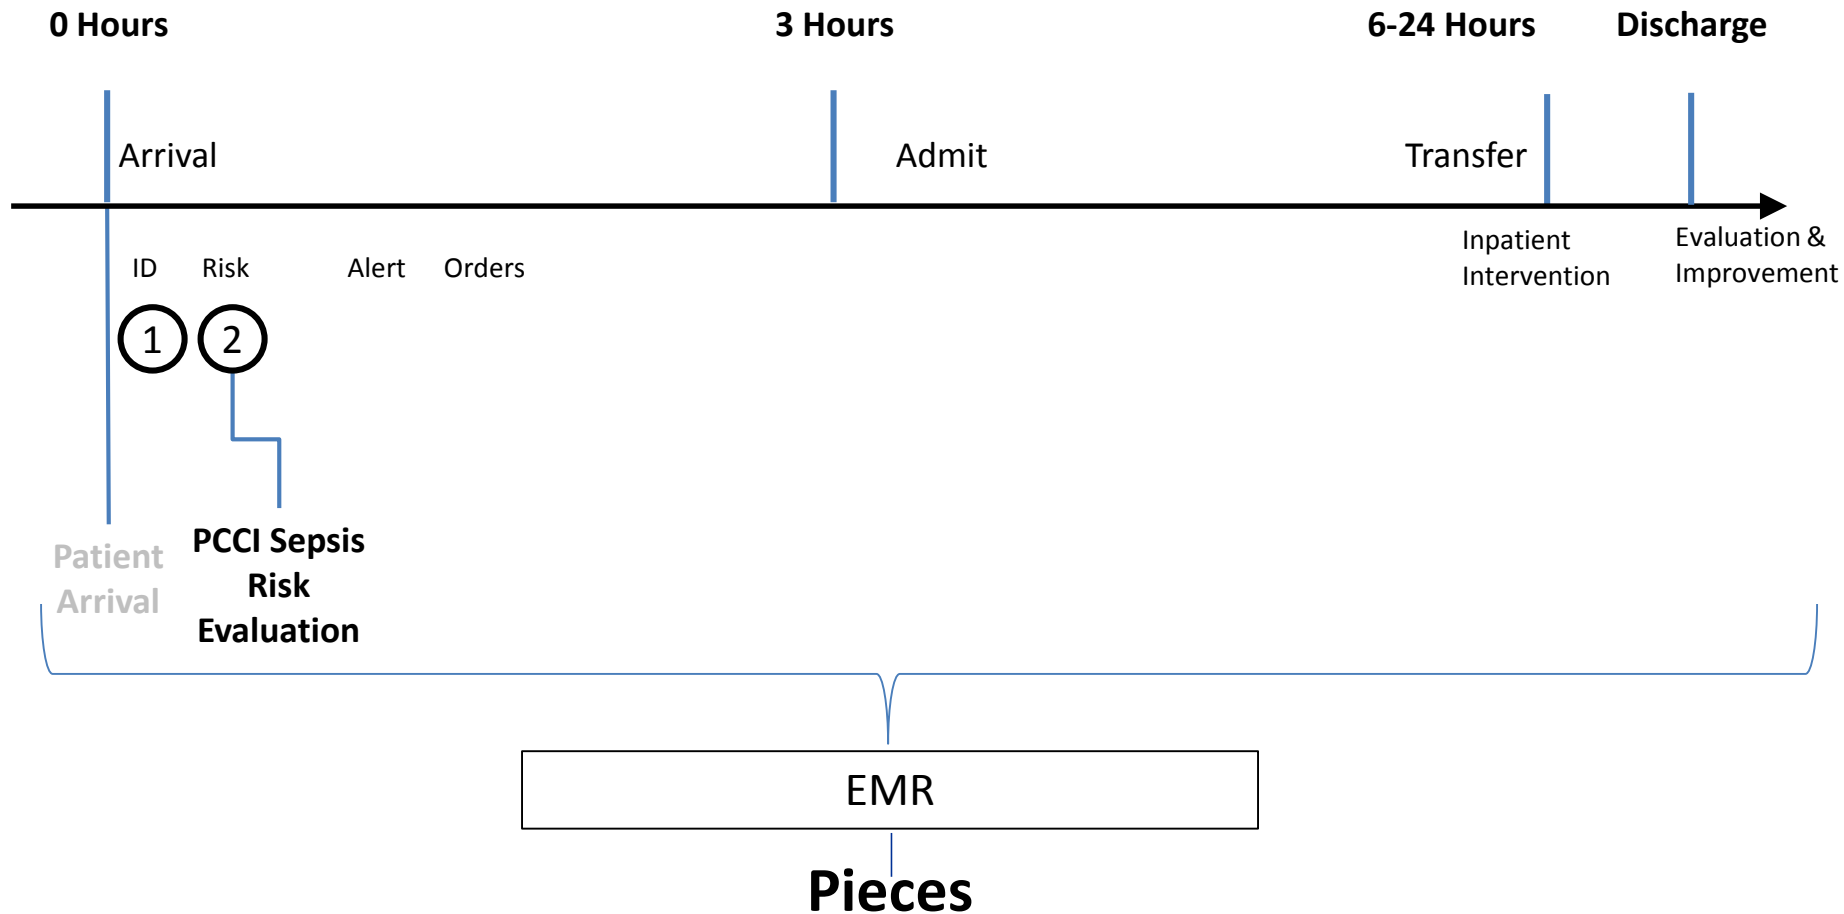 0 Hours
3 Hours
6-24 Hours
Discharge
Arrival
Admit
Transfer
ID
Risk
Alert
Orders
Inpatient
Intervention
Evaluation &
Improvement
1
2
Patient
Arrival
PCCI Sepsis
Risk
Evaluation
EMR
Pieces